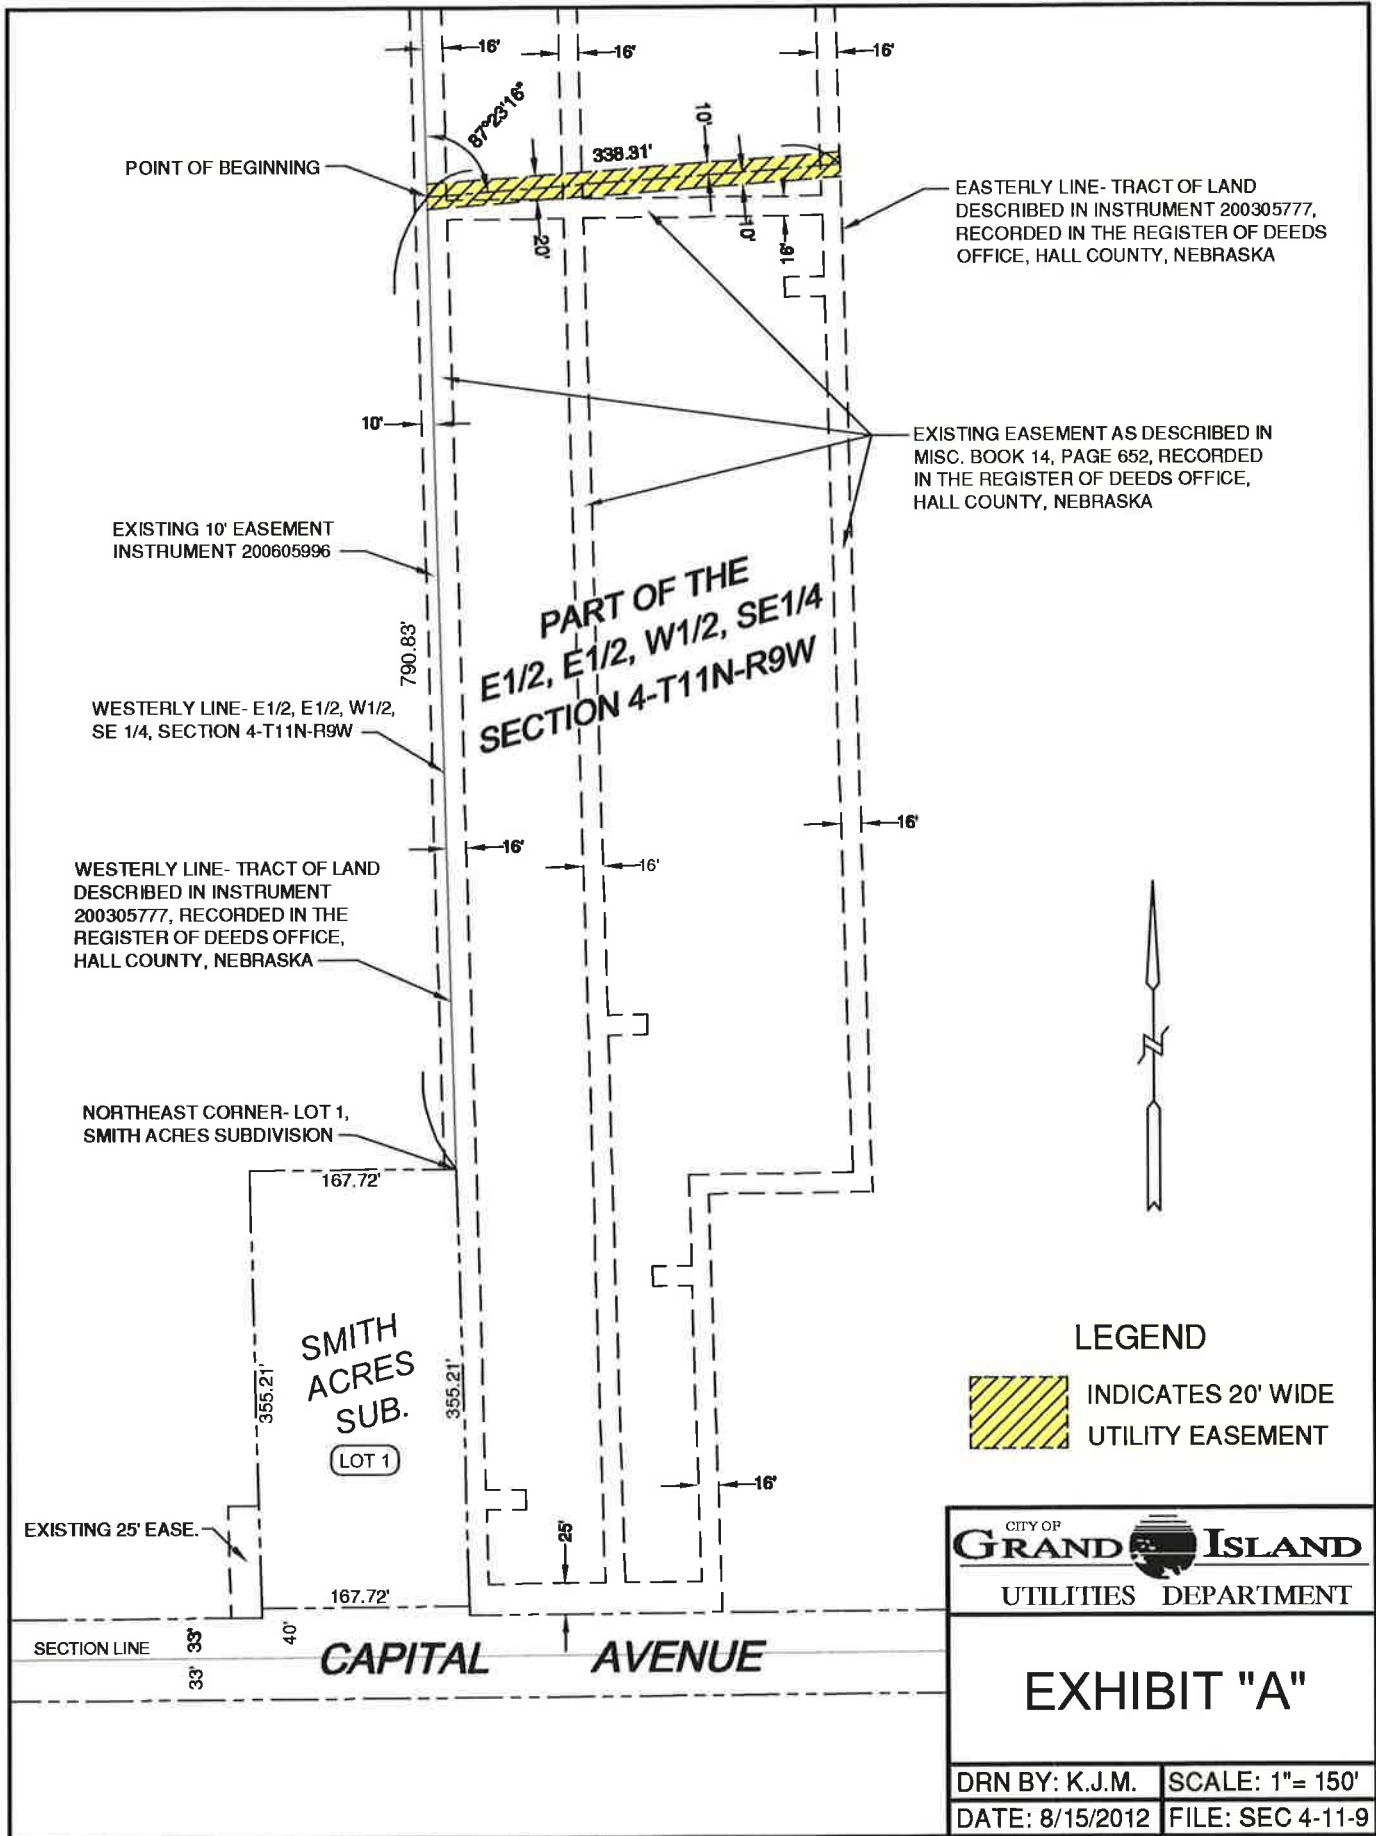 16'
16'
16'
87°23'16"
10'
338.31'
POINT OF BEGINNING
20'
10'
16'
EASTERLY LINE- TRACT OF LAND
DESCRIBED IN INSTRUMENT 200305777,
RECORDED IN THE REGISTER OF DEEDS
OFFICE, HALL COUNTY, NEBRASKA
10'
EXISTING EASEMENT AS DESCRIBED IN
MISC. BOOK 14, PAGE 652, RECORDED
IN THE REGISTER OF DEEDS OFFICE,
HALL COUNTY, NEBRASKA
EXISTING 10' EASEMENT
INSTRUMENT 200605996
790.83'
PART OF THE
E1/2, E1/2, W1/2, SE1/4
SECTION 4-T11N-R9W
WESTERLY LINE- E1/2, E1/2, W1/2,
SE 1/4, SECTION 4-T11N-R9W
16'
16'
16'
WESTERLY LINE- TRACT OF LAND
DESCRIBED IN INSTRUMENT
200305777, RECORDED IN THE
REGISTER OF DEEDS OFFICE,
HALL COUNTY, NEBRASKA
NORTHEAST CORNER- LOT 1,
SMITH ACRES SUBDIVISION
167.72'
355.21'
SMITH
ACRES
SUB.
LOT 1
355.21'
LEGEND
INDICATES 20' WIDE
UTILITY EASEMENT
16'
25'
EXISTING 25' EASE.
167.72'
SECTION LINE
33'
33'
40'
CAPITAL AVENUE
CITY OF
GRAND ISLAND
UTILITIES DEPARTMENT
EXHIBIT "A"
DRN BY: K.J.M.
SCALE: 1"= 150'
DATE: 8/15/2012
FILE: SEC 4-11-9